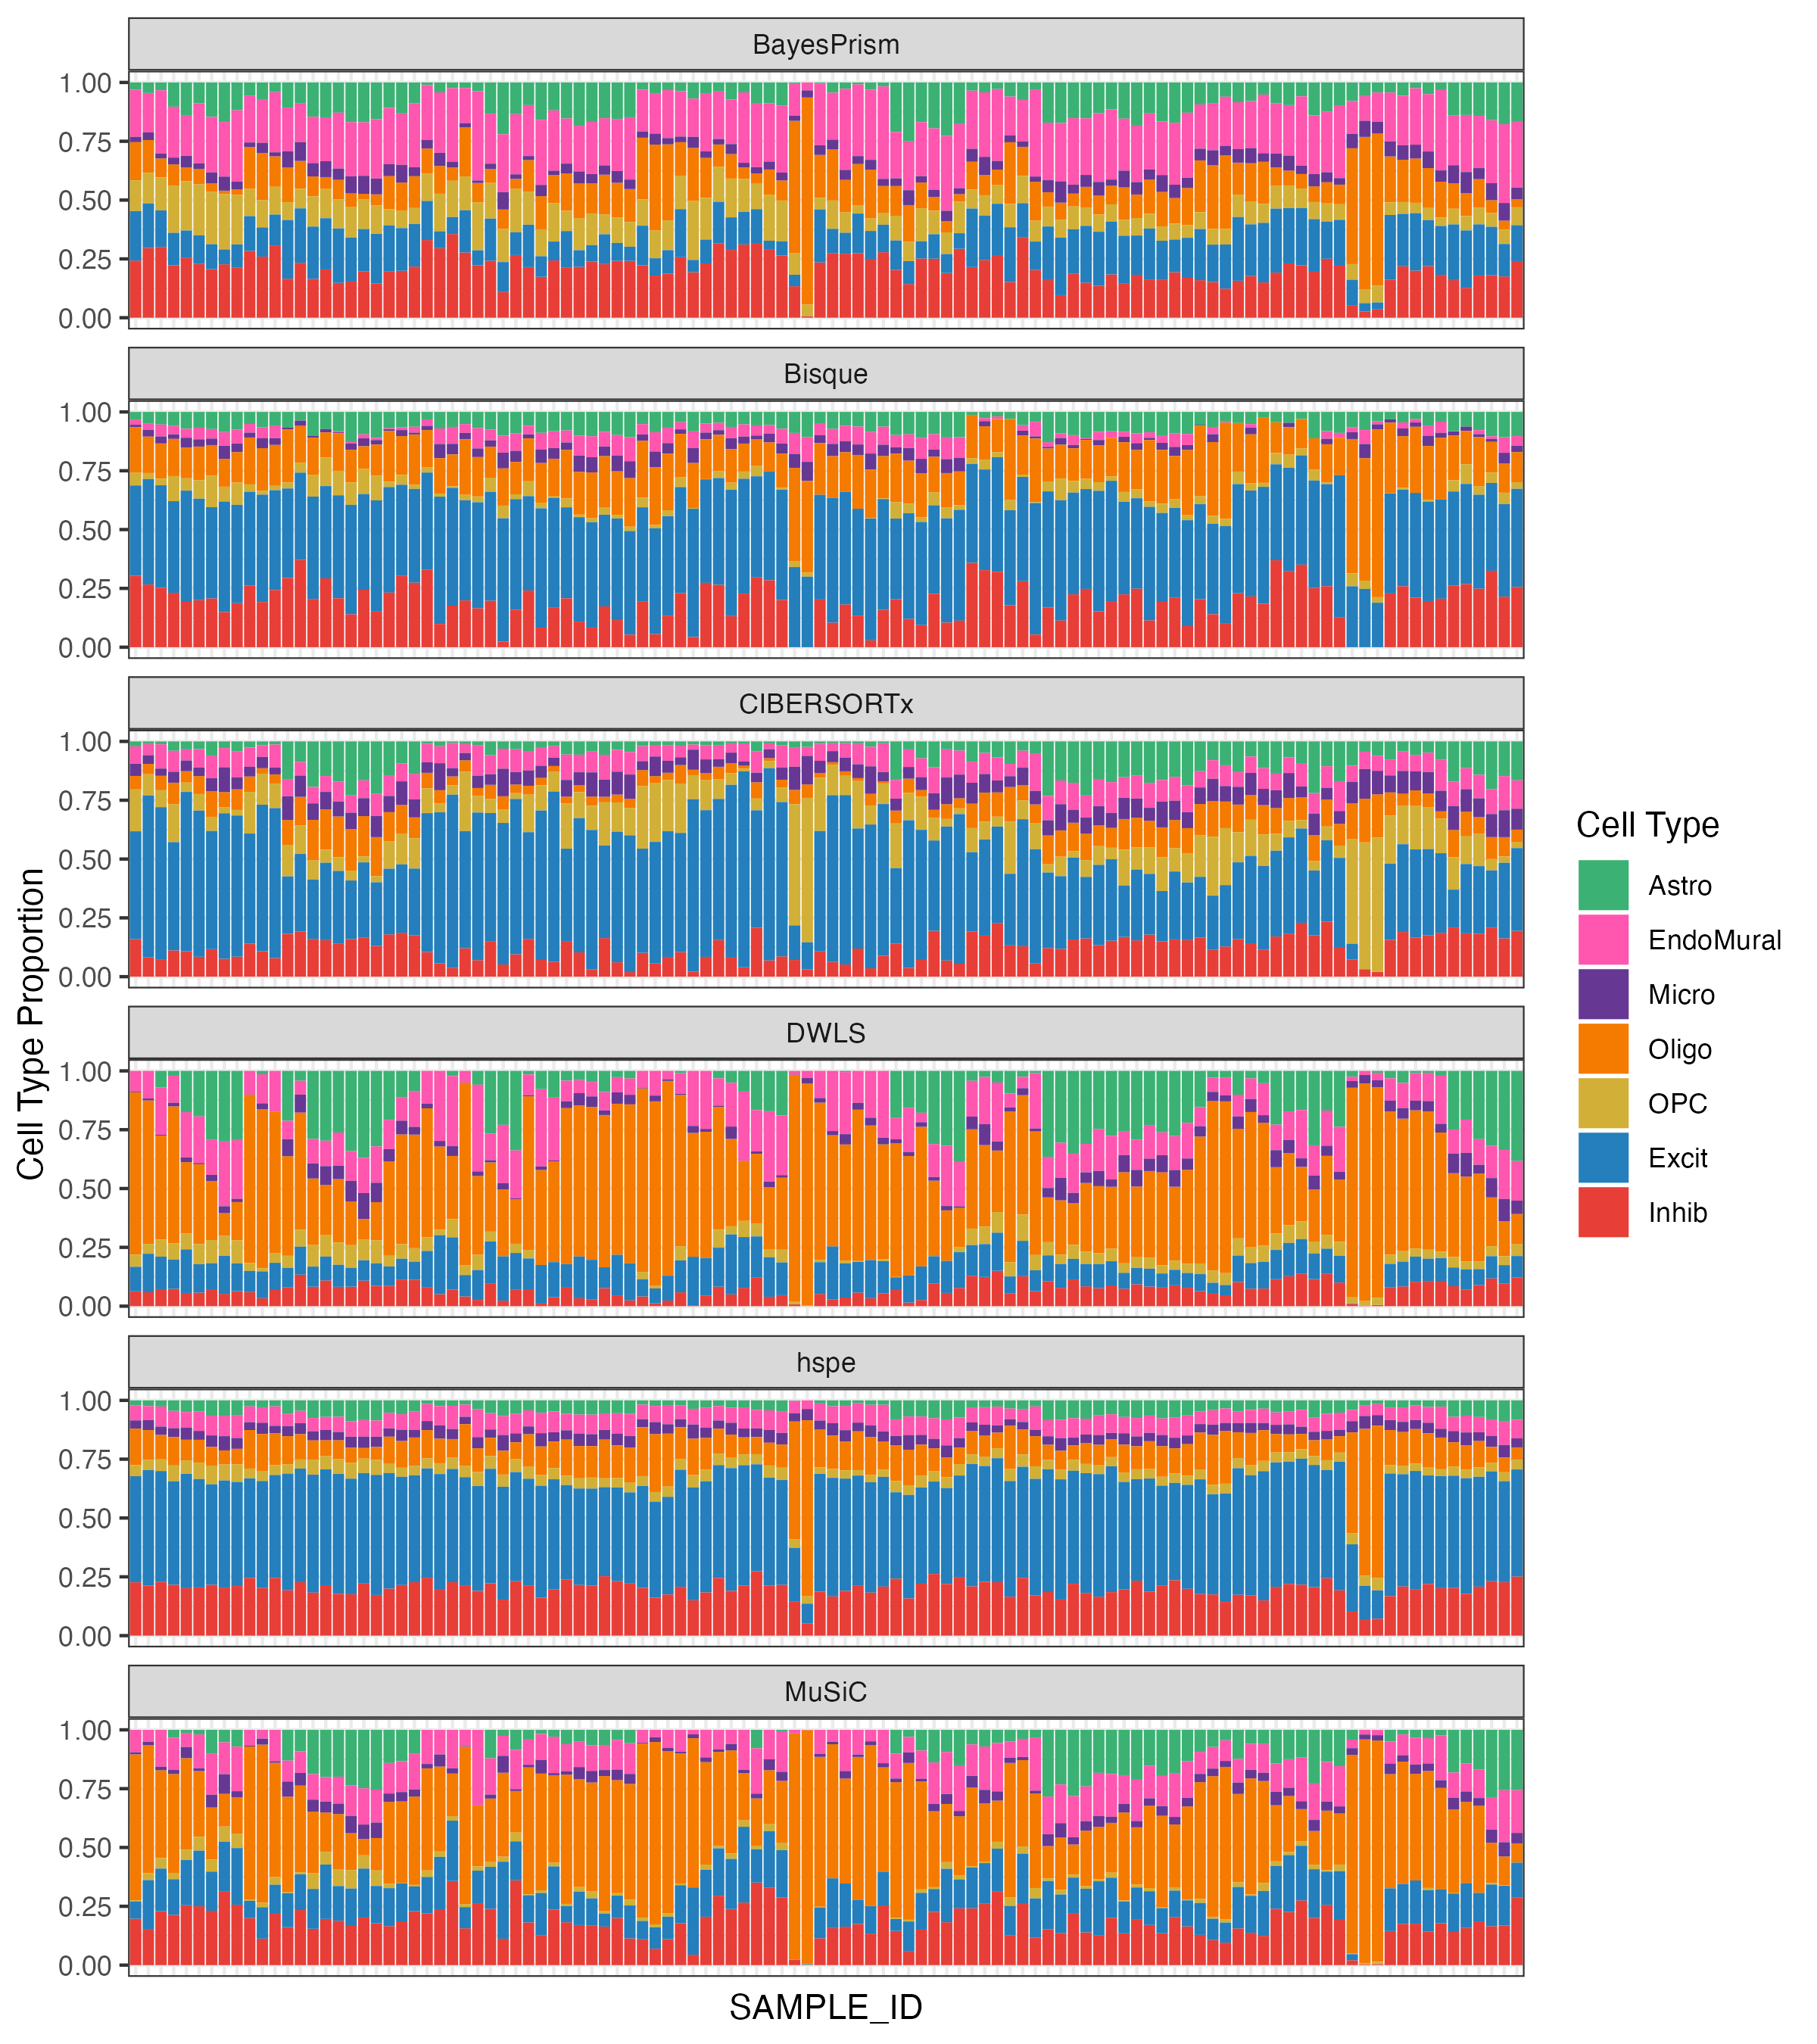 BayesPrism
1.00
0.75
0.50
0.25
0.00
Bisque
1.00
0.75
0.50
0.25
0.00
CIBERSORTx
1.00
0.75
0.50
0.25
0.00
DWLS
1.00
0.75
0.50
0.25
0.00
hspe
1.00
0.75
0.50
0.25
0.00
MuSiC
1.00
0.75
0.50
0.25
0.00
Cell Type Proportion
SAMPLE_ID
Cell Type
Astro
EndoMural
Micro
Oligo
OPC
Excit
Inhib